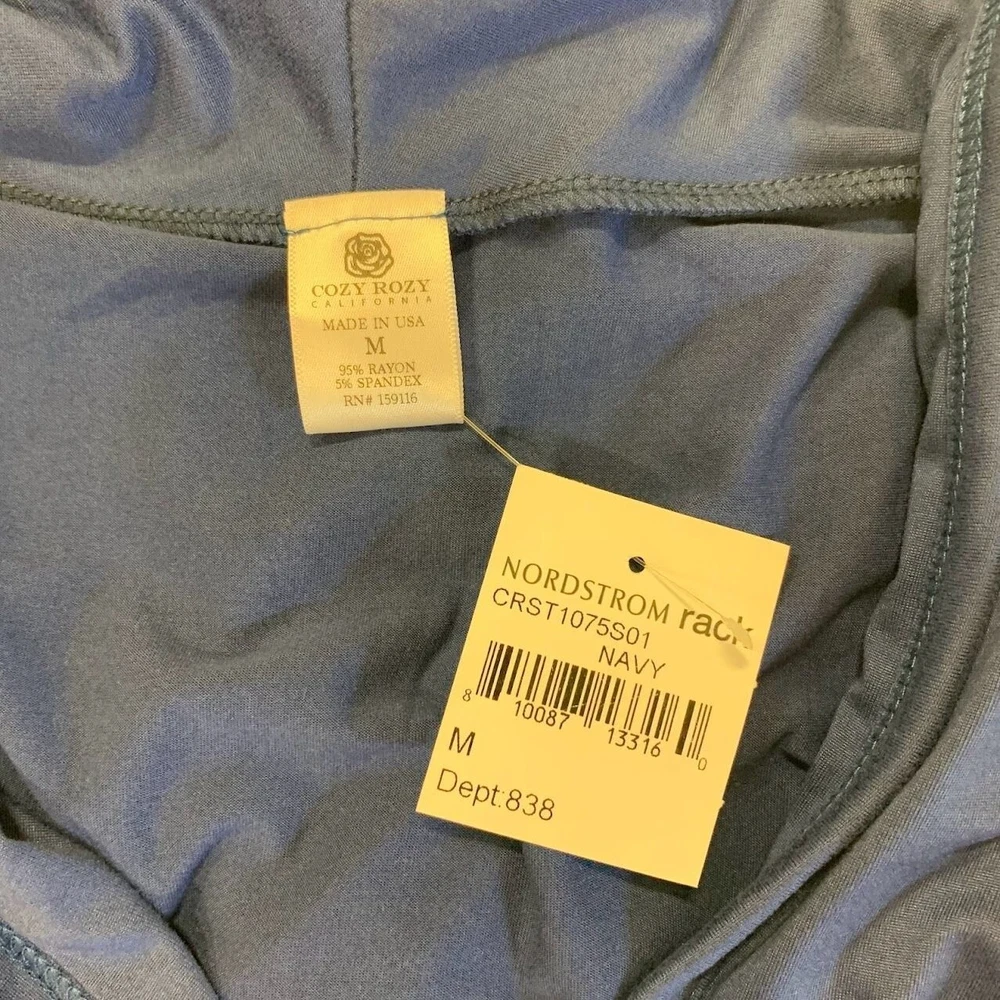 COZY ROZY
CALIFORNIA
MADE IN USA
M
95% RAYON
5% SPANDEX
RN# 159116
NORDSTROM rack
CRST1075S01
NAVY
8 10087 13316 0
M
Dept:838